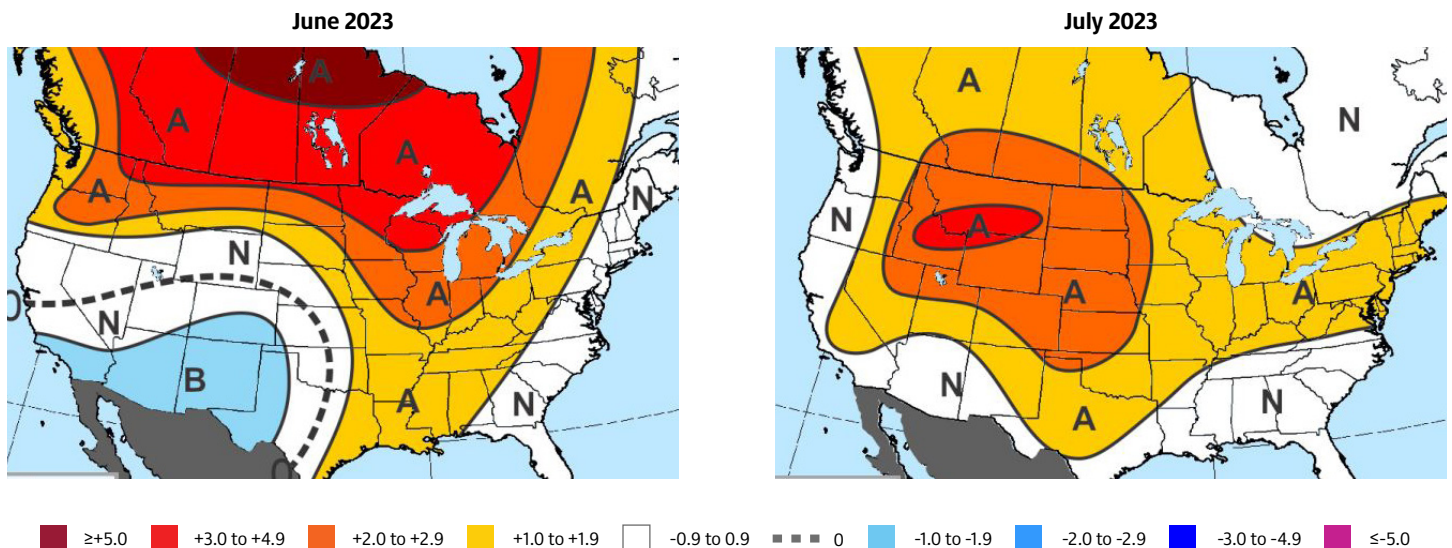 June 2023
July 2023
A
A
A
A
A
N
A
A
N
N
B
N
0
0
A
N
N
A
A
A
N
A
N
≥+5.0
+3.0 to +4.9
+2.0 to +2.9
+1.0 to +1.9
-0.9 to 0.9
0
-1.0 to -1.9
-2.0 to -2.9
-3.0 to -4.9
≤-5.0